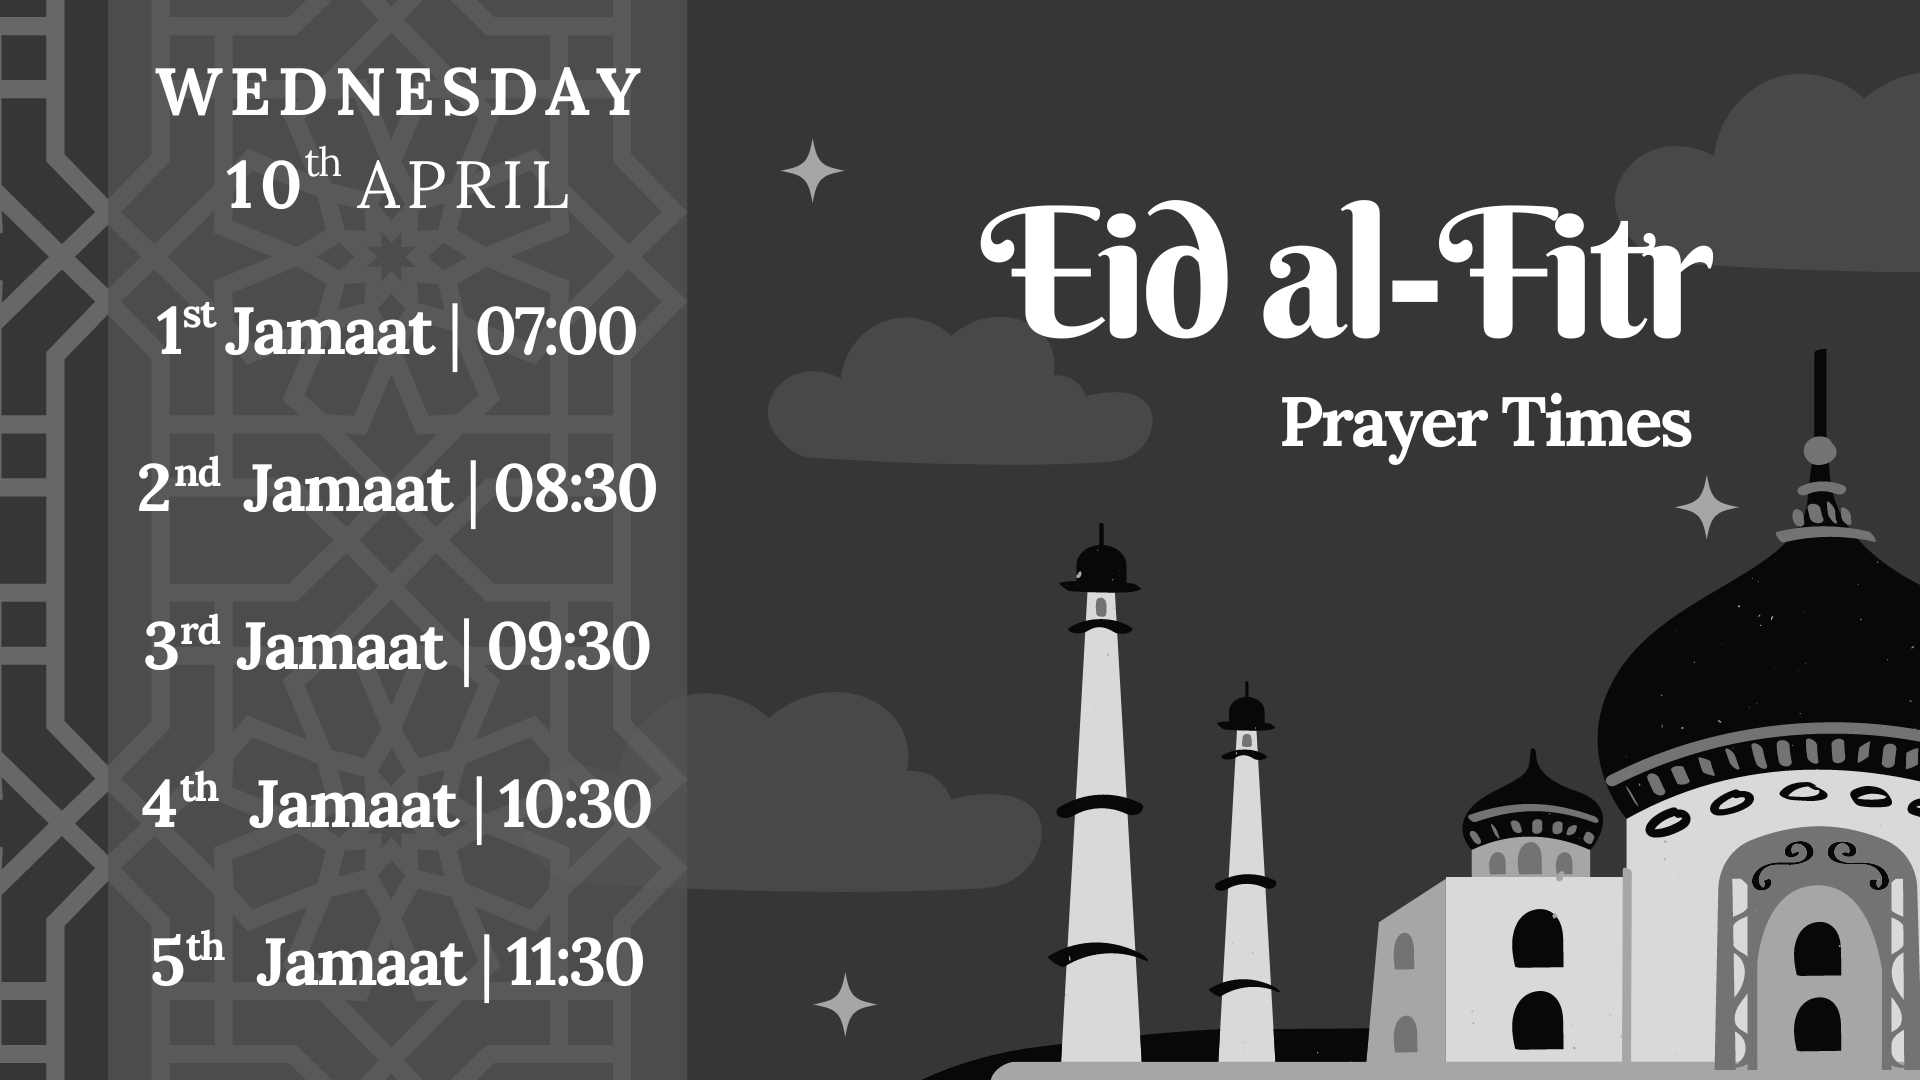 WEDNESDAY
10th APRIL
1st Jamaat | 07:00
2nd Jamaat | 08:30
3rd Jamaat | 09:30
4th Jamaat | 10:30
5th Jamaat | 11:30
Eid al-Fitr
Prayer Times